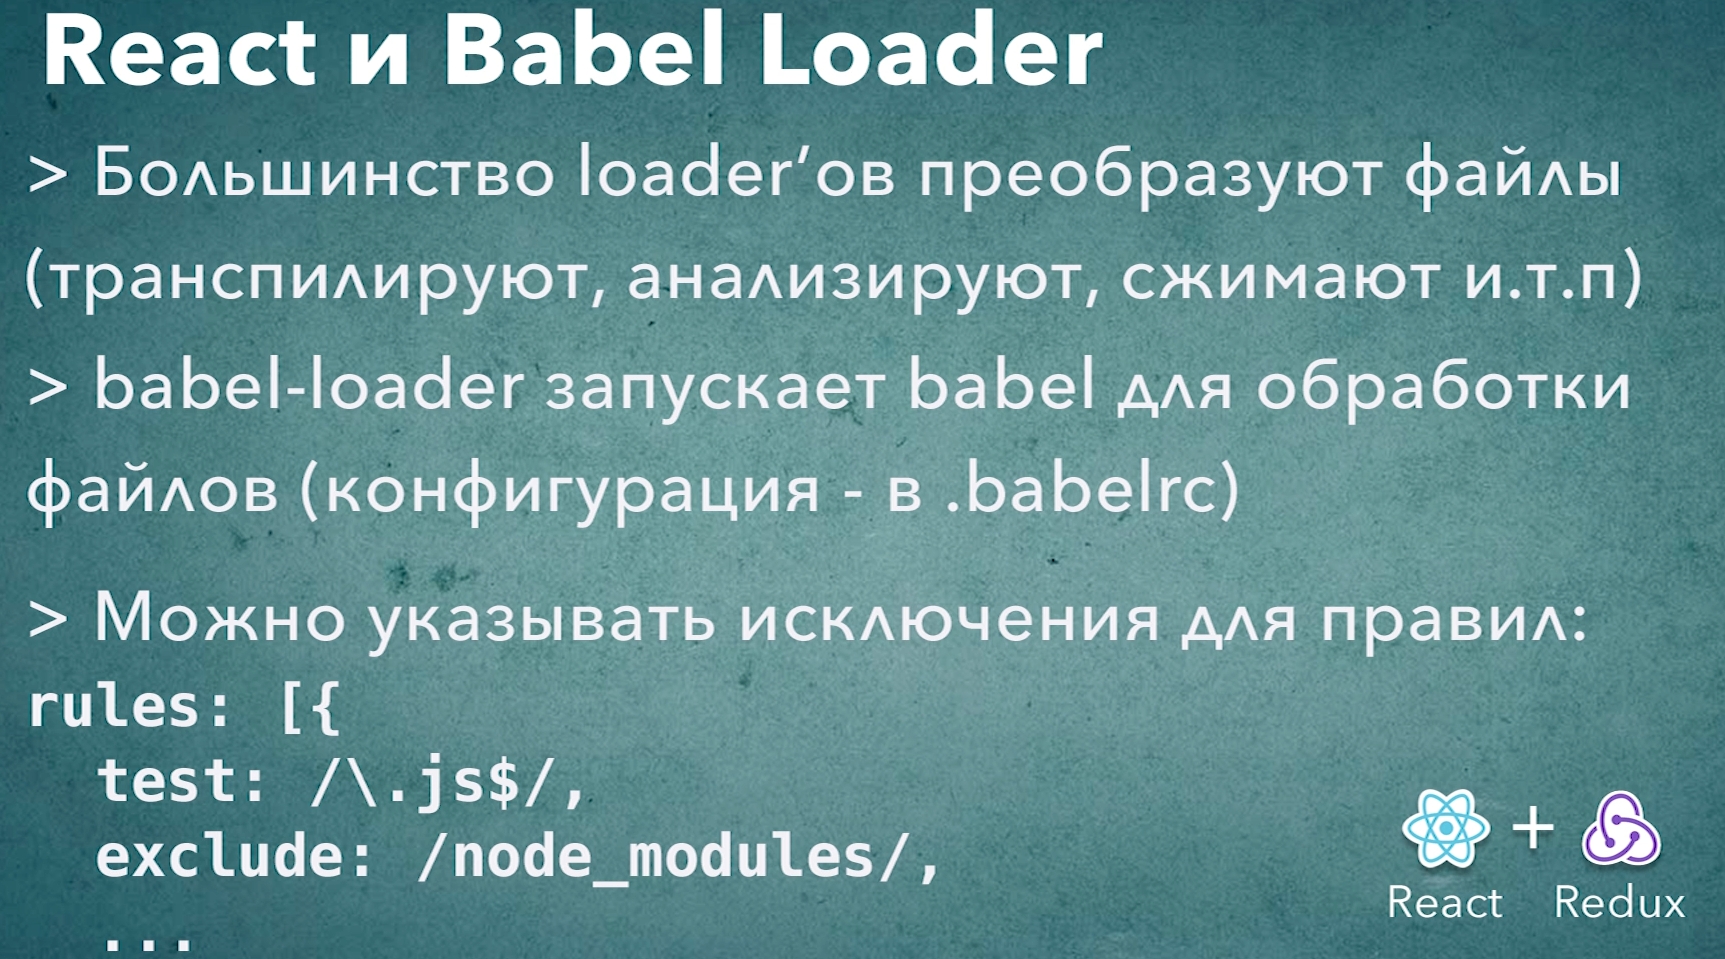 React и Babel Loader
> Большинство loader’ов преобразуют файлы
(транспилируют, анализируют, сжимают и.т.п)
> babel-loader запускает babel для обработки
файлов (конфигурация - в .babelrc)
> Можно указывать исключения для правил:
rules: [{
  test: /\.js$/,
  exclude: /node_modules/,
  ...
+
React Redux